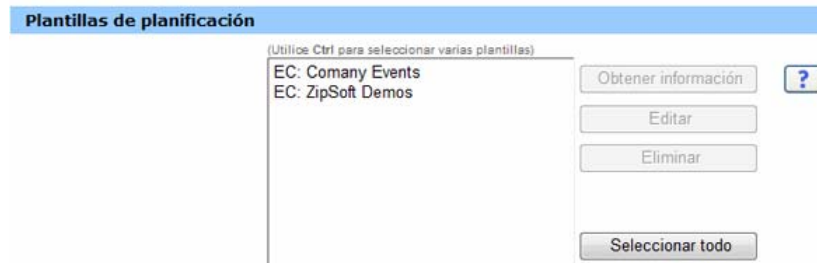 Plantillas de planificación
(Utilice Ctrl para seleccionar varias plantillas)
EC: Comany Events
EC: ZipSoft Demos
Obtener información
?
Editar
Eliminar
Seleccionar todo